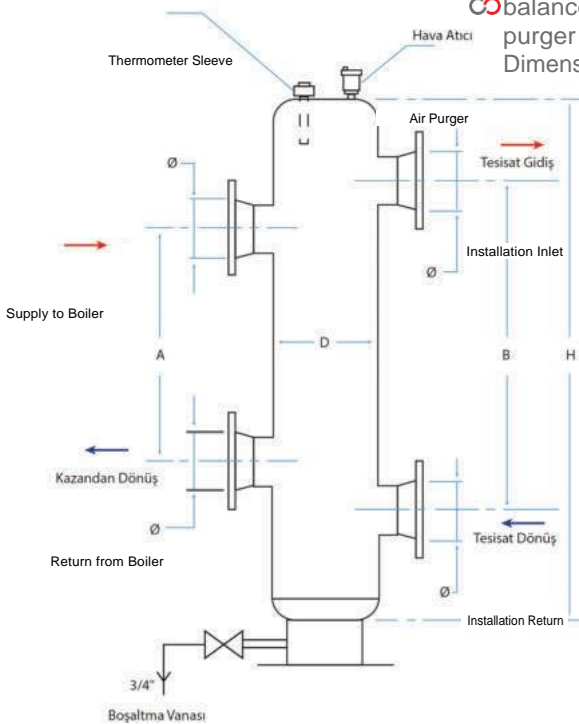 balance
purger
Dimens
Hava Atıcı
Thermometer Sleeve
Air Purger
Ø
Tesisat Gidiş
Installation Inlet
Ø
Supply to Boiler
A
D
B
H
Kazandan Dönüş
Tesisat Dönüş
Ø
Return from Boiler
Ø
Installation Return
3/4"
Boşaltma Vanası